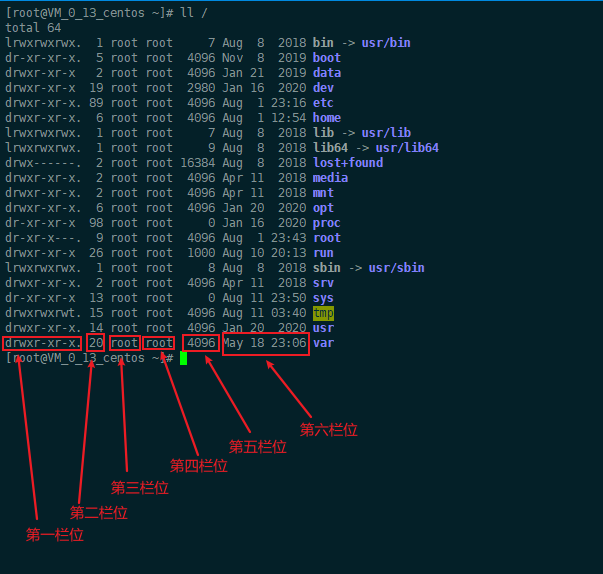 [root@VM_0_13_centos ~]# ll /
total 64
lrwxrwxrwx.  1 root root     7 Aug  8  2018 bin -> usr/bin
dr-xr-xr-x.  5 root root  4096 Nov  8  2019 boot
drwxr-xr-x   2 root root  4096 Jan 21  2019 data
drwxr-xr-x  19 root root  2980 Jan 16  2020 dev
drwxr-xr-x. 89 root root  4096 Aug  1 23:16 etc
drwxr-xr-x.  6 root root  4096 Aug  1 12:54 home
lrwxrwxrwx.  1 root root     7 Aug  8  2018 lib -> usr/lib
lrwxrwxrwx.  1 root root     9 Aug  8  2018 lib64 -> usr/lib64
drwx------.  2 root root 16384 Aug  8  2018 lost+found
drwxr-xr-x.  2 root root  4096 Apr 11  2018 media
drwxr-xr-x.  2 root root  4096 Apr 11  2018 mnt
drwxr-xr-x.  6 root root  4096 Jan 20  2020 opt
dr-xr-xr-x  98 root root     0 Jan 16  2020 proc
dr-xr-x---.  9 root root  4096 Aug  1 23:43 root
drwxr-xr-x  26 root root  1000 Aug 10 20:13 run
lrwxrwxrwx.  1 root root     8 Aug  8  2018 sbin -> usr/sbin
drwxr-xr-x.  2 root root  4096 Apr 11  2018 srv
dr-xr-xr-x  13 root root     0 Aug 11 23:50 sys
drwxrwxrwt. 15 root root  4096 Aug 11 03:40 tmp
drwxr-xr-x. 14 root root  4096 Jan 20  2020 usr
drwxr-xr-x. 20 root root  4096 May 18 23:06 var
[root@VM_0_13_centos ~]#
第六栏位
第五栏位
第四栏位
第三栏位
第二栏位
第一栏位